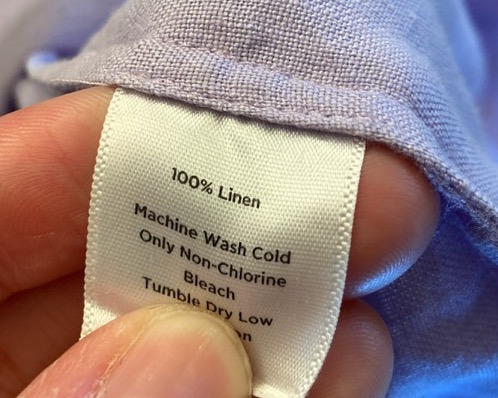 100% Linen
Machine Wash Cold
Only Non-Chlorine
Bleach
Tumble Dry Low